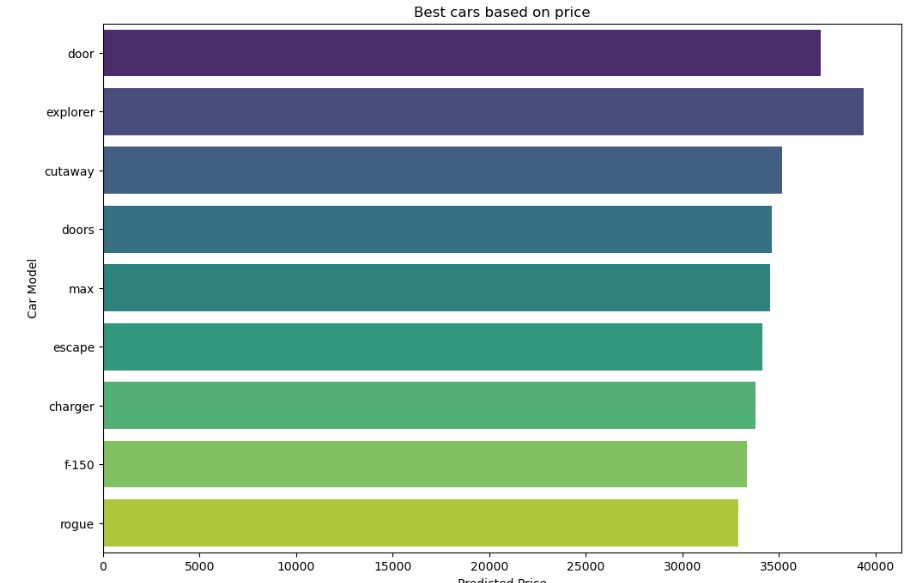 Best cars based on price
door
explorer
cutaway
doors
max
escape
charger
f-150
rogue
Car Model
0 5000 10000 15000 20000 25000 30000 35000 40000
Predicted Price